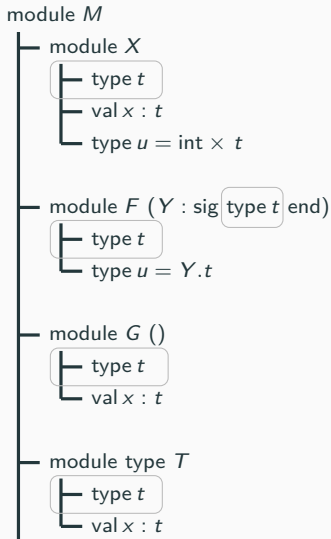 module M
module X
type t
val x : t
type u = int × t
module F (Y : sig type t end)
type t
type u = Y.t
module G ()
type t
val x : t
module type T
type t
val x : t